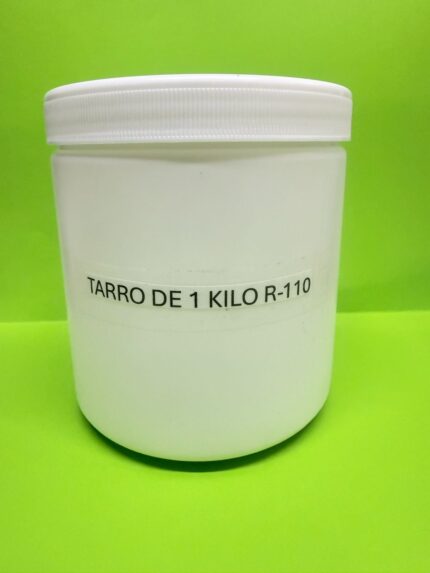 TARRO DE 1 KILO R-110